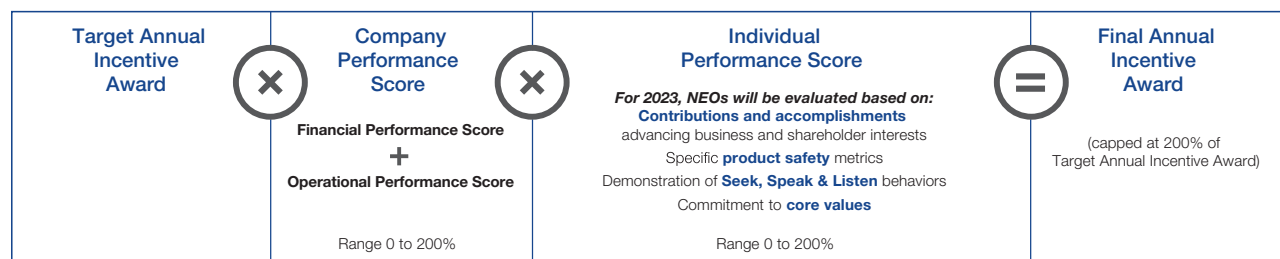 Target Annual
Incentive
Award
×
Company
Performance
Score
Financial Performance Score
+
Operational Performance Score
Range 0 to 200%
×
Individual
Performance Score
For 2023, NEOs will be evaluated based on:
Contributions and accomplishments
advancing business and shareholder interests
Specific product safety metrics
Demonstration of Seek, Speak & Listen behaviors
Commitment to core values
Range 0 to 200%
=
Final Annual
Incentive
Award
(capped at 200% of
Target Annual Incentive Award)